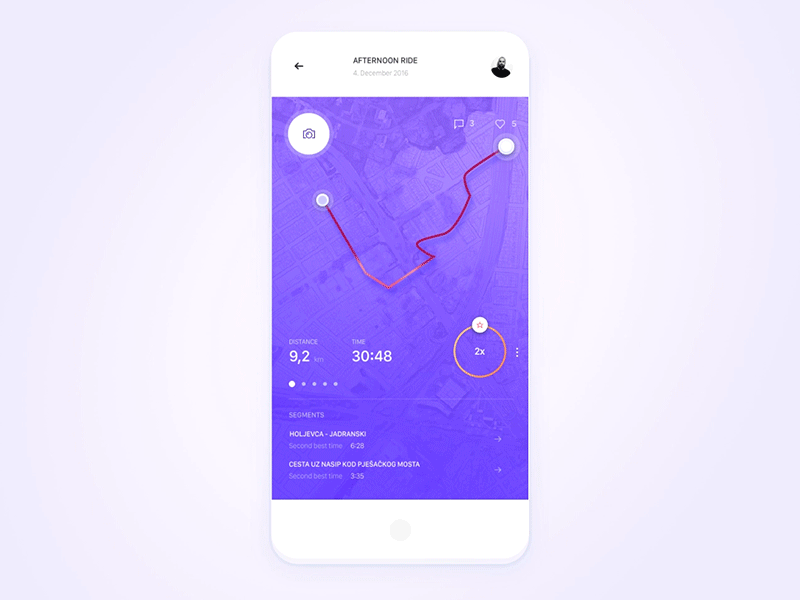 AFTERNOON RIDE
4. December 2016
3
5
DISTANCE
TIME
9,2 km
30:48
2x
SEGMENTS
HOLJEVCA - JADRANSKI
Second best time 6:28
CESTA UZ NASIP KOD PJEŠAČKOG MOSTA
Second best time 3:35